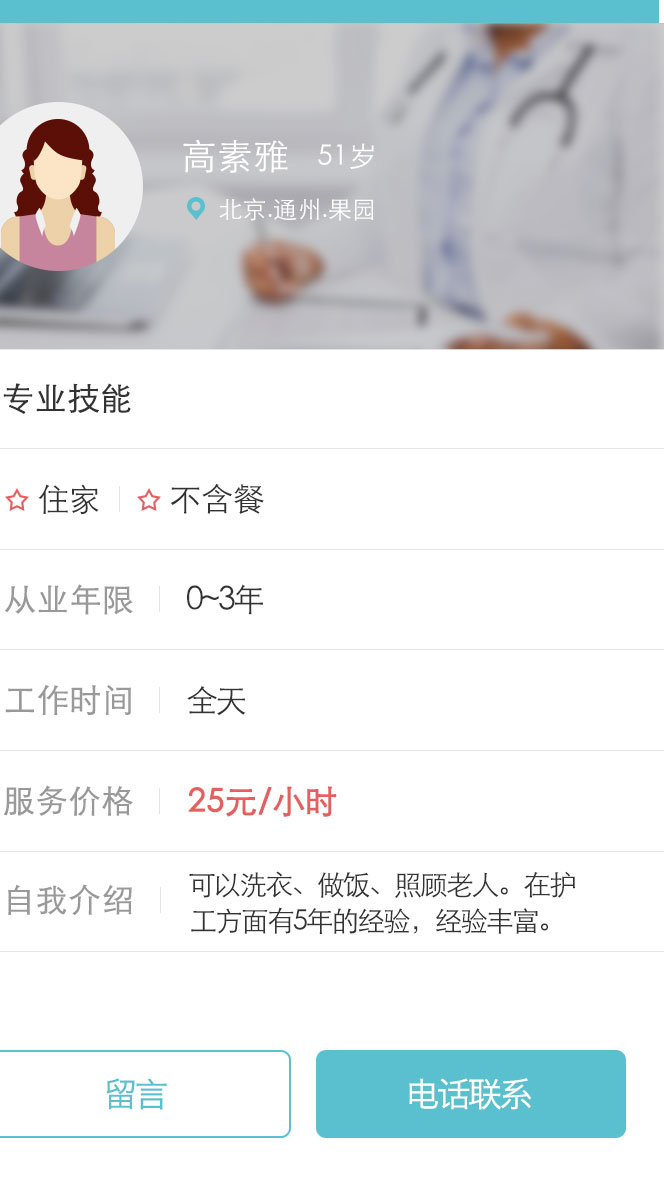 高素雅 51岁
北京.通州.果园
专业技能
住家 不含餐
从业年限 0~3年
工作时间 全天
服务价格 25元/小时
自我介绍 可以洗衣、做饭、照顾老人。在护
工方面有5年的经验，经验丰富。
留言 电话联系